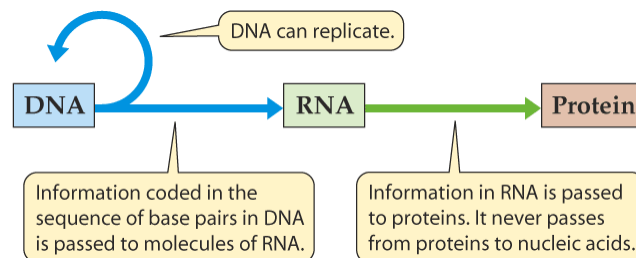 DNA can replicate.
DNA
RNA
Protein
Information coded in the
sequence of base pairs in DNA
is passed to molecules of RNA.
Information in RNA is passed
to proteins. It never passes
from proteins to nucleic acids.